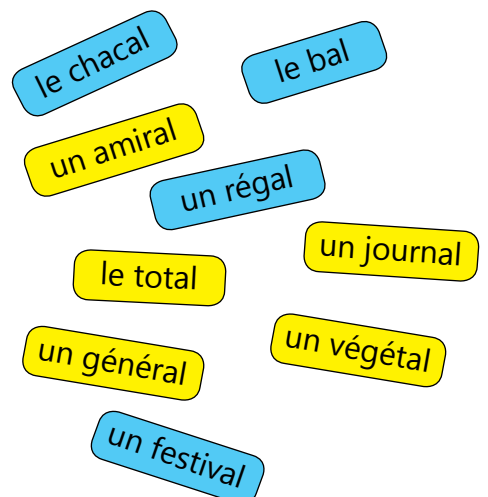 le chacal
le bal
un amiral
un régal
un journal
le total
un végétal
un général
un festival